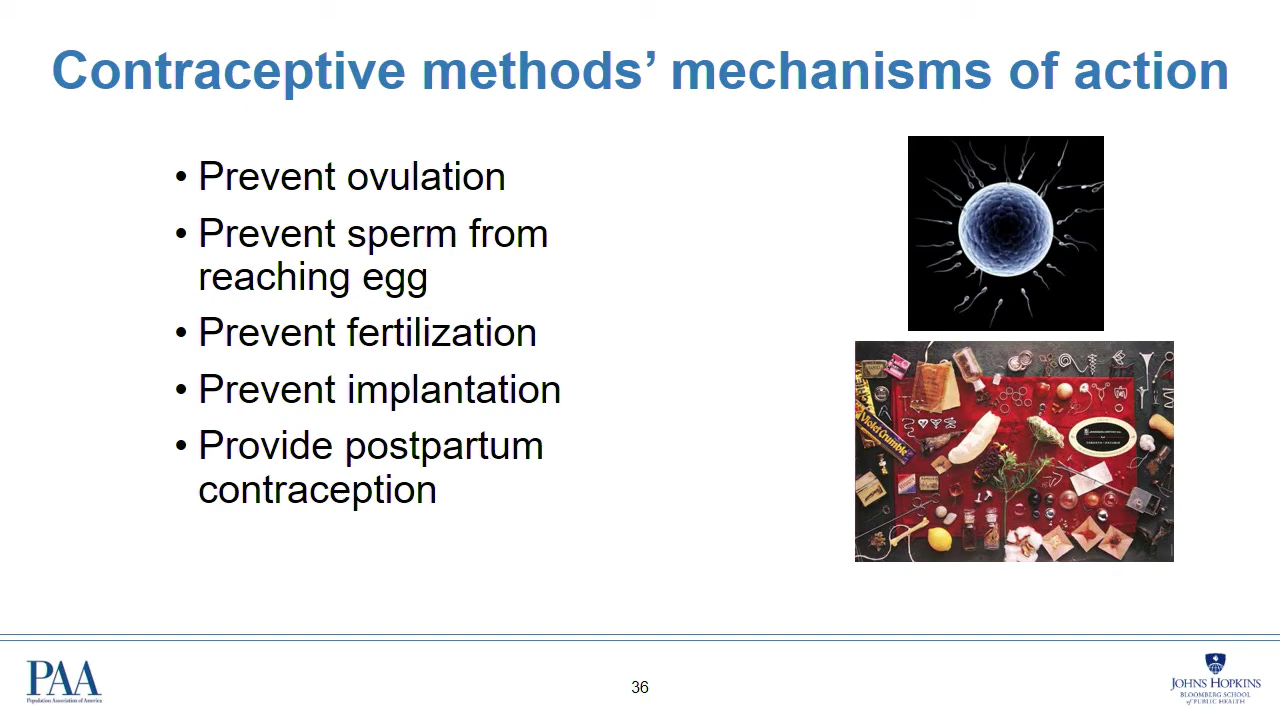 Contraceptive methods’ mechanisms of action
• Prevent ovulation
• Prevent sperm from
reaching egg
• Prevent fertilization
• Prevent implantation
• Provide postpartum
contraception
Violet Crumble
PAA
Population Association of America
36
JOHNS HOPKINS
BLOOMBERG SCHOOL
of PUBLIC HEALTH